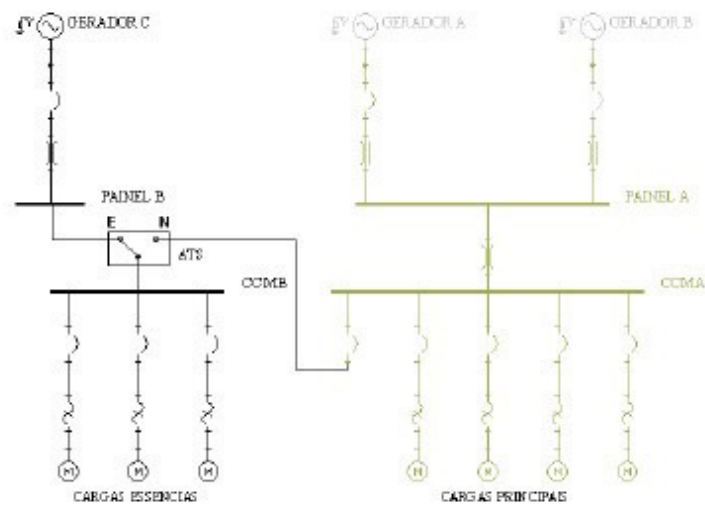 GERADOR C
GERADOR A
GERADOR B
PAINEL B
PAINEL A
E N
ATS
CCMB
CCMA
M M M M M M M
CARGAS ESSENCIAS
CARGAS PRINCIPAIS